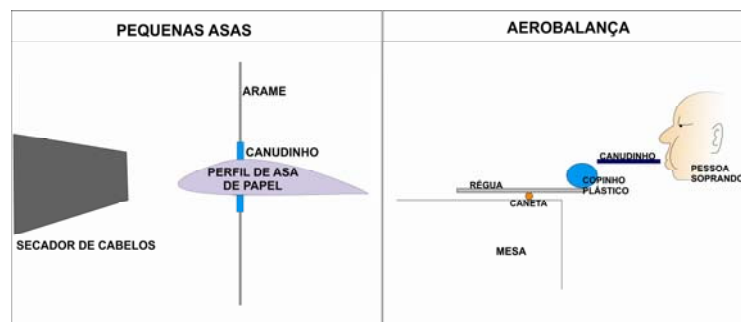 PEQUENAS ASAS
ARAME
CANUDINHO
PERFIL DE ASA
DE PAPEL
SECADOR DE CABELOS
AEROBALANÇA
CANUDINHO
PESSOA
SOPRANDO
RÉGUA
COPINHO
PLÁSTICO
CANETA
MESA